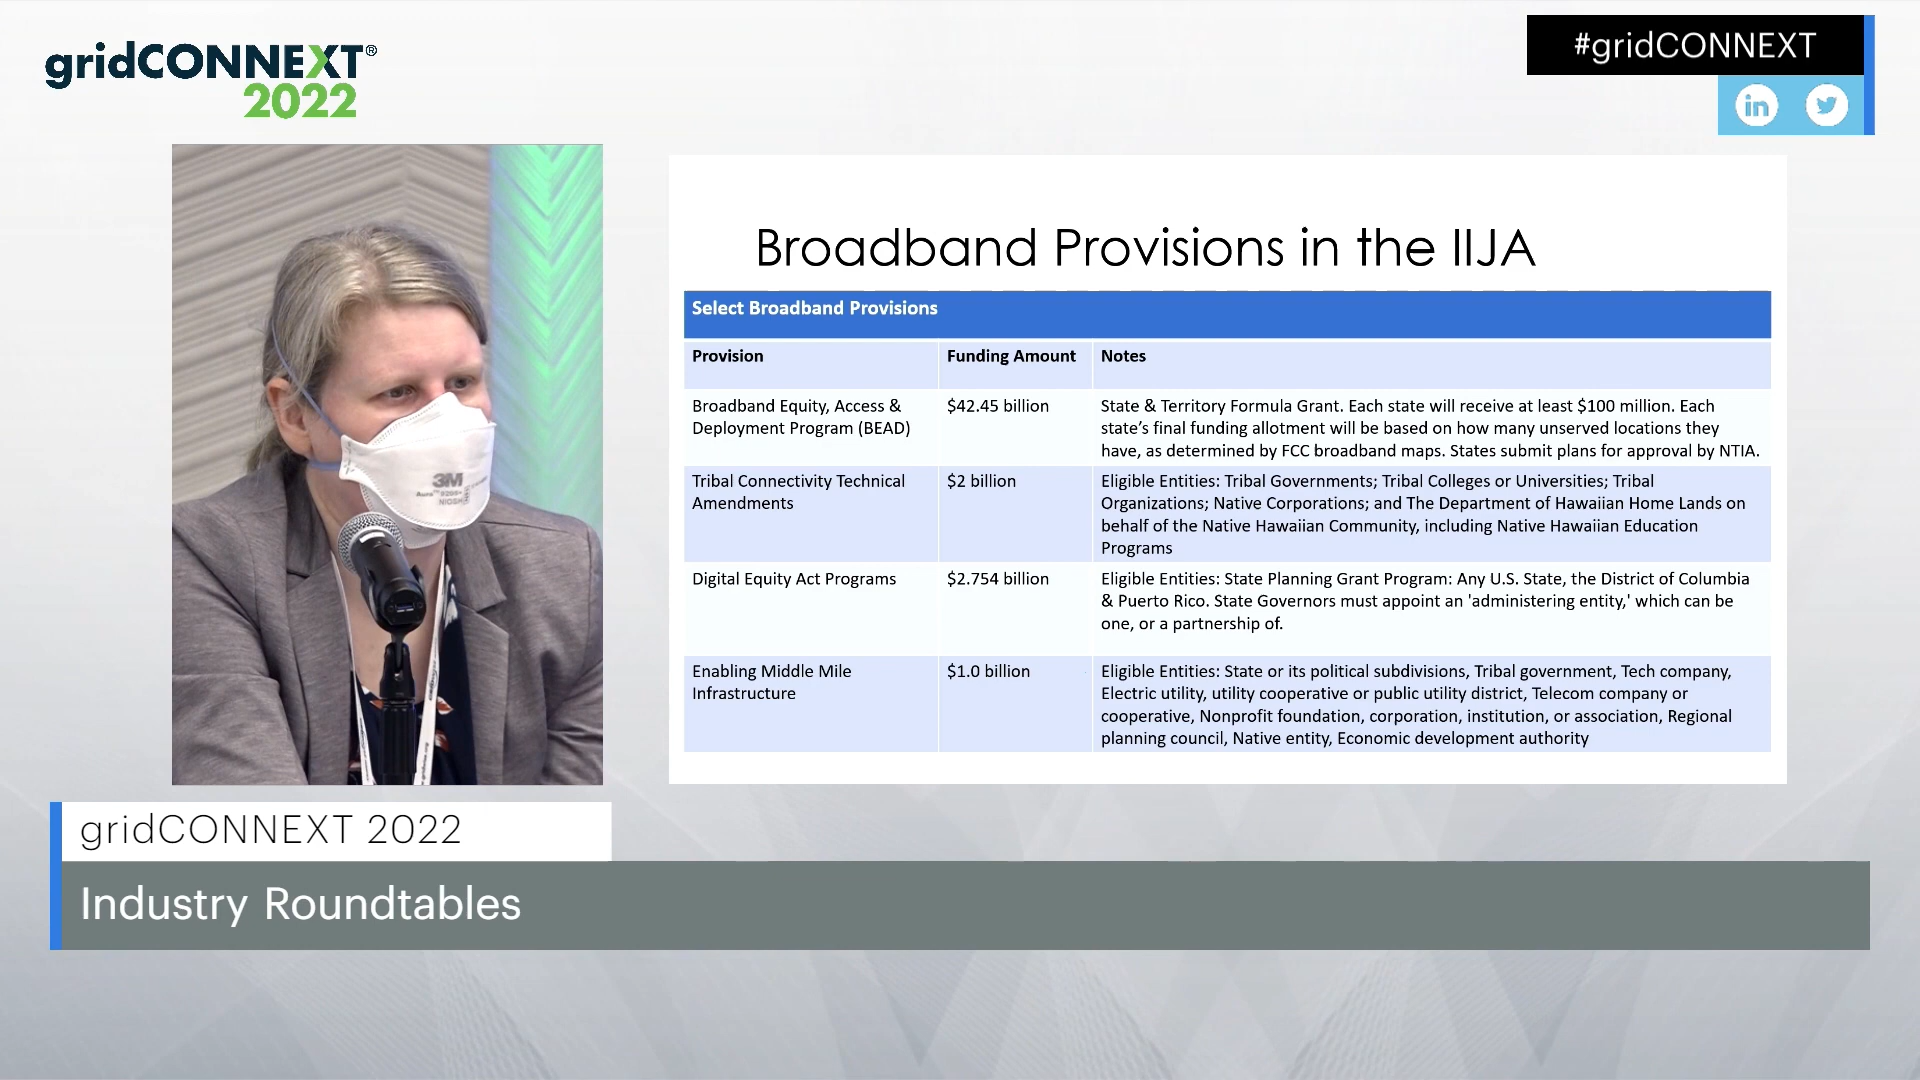 gridCONNEXT®
2022
#gridCONNEXT
in
Broadband Provisions in the IIJA
Select Broadband Provisions
Provision
Funding Amount
Notes
Broadband Equity, Access &
Deployment Program (BEAD)
$42.45 billion
State & Territory Formula Grant. Each state will receive at least $100 million. Each
state’s final funding allotment will be based on how many unserved locations they
have, as determined by FCC broadband maps. States submit plans for approval by NTIA.
Tribal Connectivity Technical
Amendments
$2 billion
Eligible Entities: Tribal Governments; Tribal Colleges or Universities; Tribal
Organizations; Native Corporations; and The Department of Hawaiian Home Lands on
behalf of the Native Hawaiian Community, including Native Hawaiian Education
Programs
Digital Equity Act Programs
$2.754 billion
Eligible Entities: State Planning Grant Program: Any U.S. State, the District of Columbia
& Puerto Rico. State Governors must appoint an 'administering entity,' which can be
one, or a partnership of.
Enabling Middle Mile
Infrastructure
$1.0 billion
Eligible Entities: State or its political subdivisions, Tribal government, Tech company,
Electric utility, utility cooperative or public utility district, Telecom company or
cooperative, Nonprofit foundation, corporation, institution, or association, Regional
planning council, Native entity, Economic development authority
3M
Aura
NIOSH
gridCONNEXT 2022
Industry Roundtables